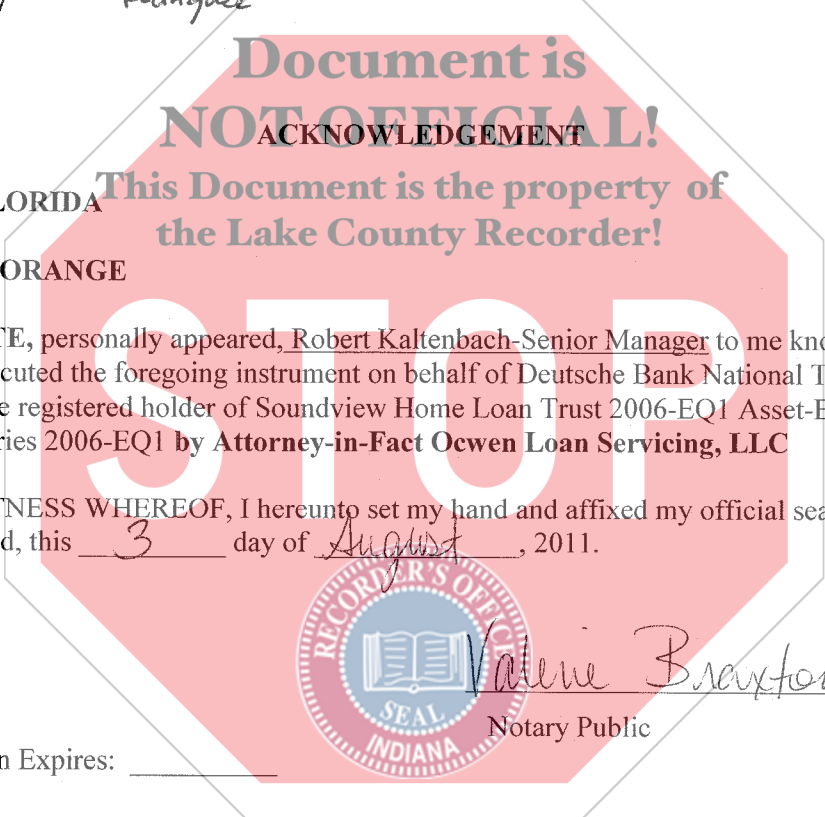 Document is
NOT OFFICIAL!
ACKNOWLEDGEMENT
This Document is the property of
LORIDA
the Lake County Recorder!
ORANGE
STOP
TE, personally appeared, Robert Kaltenbach-Senior Manager to me kno
cuted the foregoing instrument on behalf of Deutsche Bank National T
e registered holder of Soundview Home Loan Trust 2006-EQ1 Asset-B
ries 2006-EQ1 by Attorney-in-Fact Ocwen Loan Servicing, LLC
TNESS WHEREOF, I hereunto set my hand and affixed my official sea
d, this 3 day of August, 2011.
RECORDER'S OFFICE
SEAL
INDIANA
Valerie Braxton
Notary Public
n Expires: